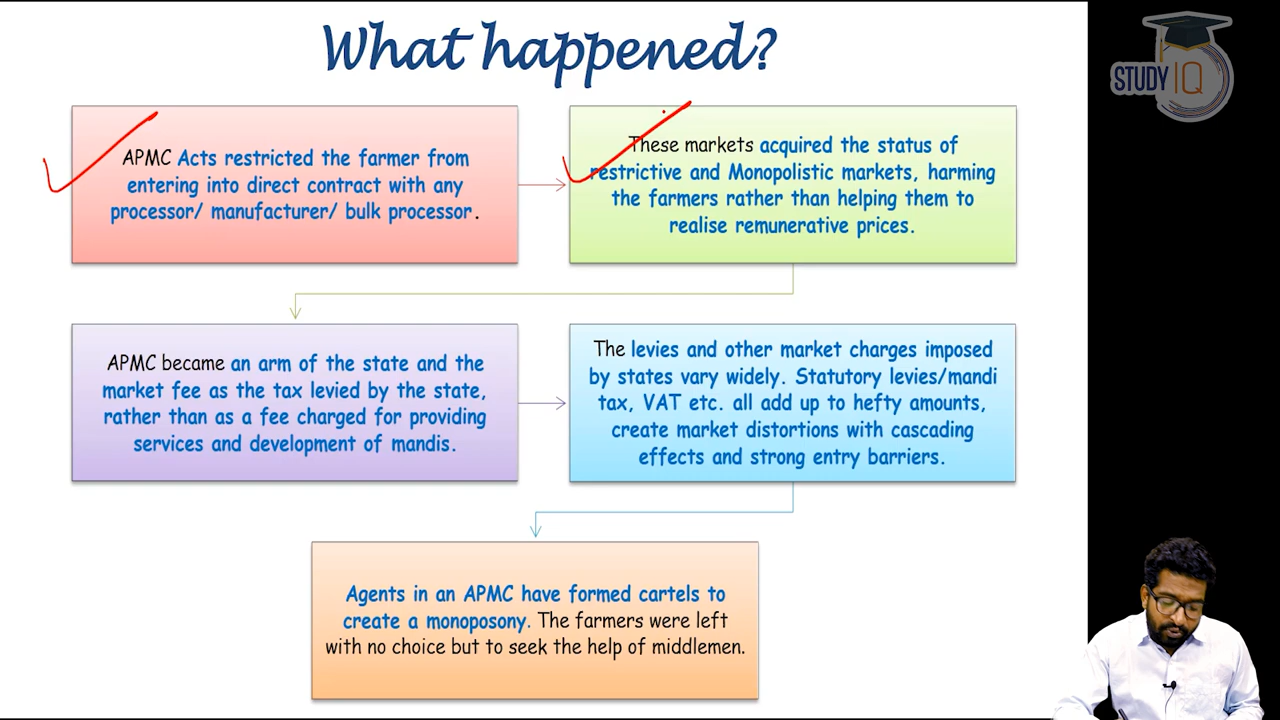 What happened?
STUDY IQ
APMC Acts restricted the farmer from
entering into direct contract with any
processor/ manufacturer/ bulk processor.
These markets acquired the status of
restrictive and Monopolistic markets, harming
the farmers rather than helping them to
realise remunerative prices.
APMC became an arm of the state and the
market fee as the tax levied by the state,
rather than as a fee charged for providing
services and development of mandis.
The levies and other market charges imposed
by states vary widely. Statutory levies/mandi
tax, VAT etc. all add up to hefty amounts,
create market distortions with cascading
effects and strong entry barriers.
Agents in an APMC have formed cartels to
create a monoposony. The farmers were left
with no choice but to seek the help of middlemen.